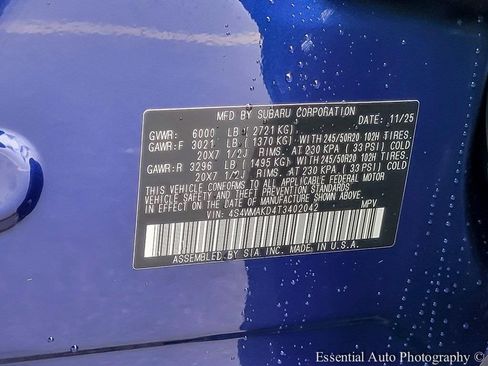 MFD BY SUBARU CORPORATION DATE: 11/25
GVWR: 6000 LB (2721 KG)
GAWR:F 3021 LB (1370 KG) WITH 245/50R20 102H TIRES,
20X7 1/2J RIMS, AT 230 KPA (33 PSI) COLD
GAWR:R 3296 LB (1495 KG) WITH 245/50R20 102H TIRES,
20X7 1/2J RIMS, AT 230 KPA (33 PSI) COLD
THIS VEHICLE CONFORMS TO ALL APPLICABLE FEDERAL MOTOR
VEHICLE SAFETY AND THEFT PREVENTION STANDARDS
IN EFFECT ON THE DATE OF MANUFACTURE SHOWN ABOVE.
VIN: 4S4WMAKD4T3402042 MPV
ASSEMBLED BY SIA INC. MADE IN U.S.A.
Essential Auto Photography ©